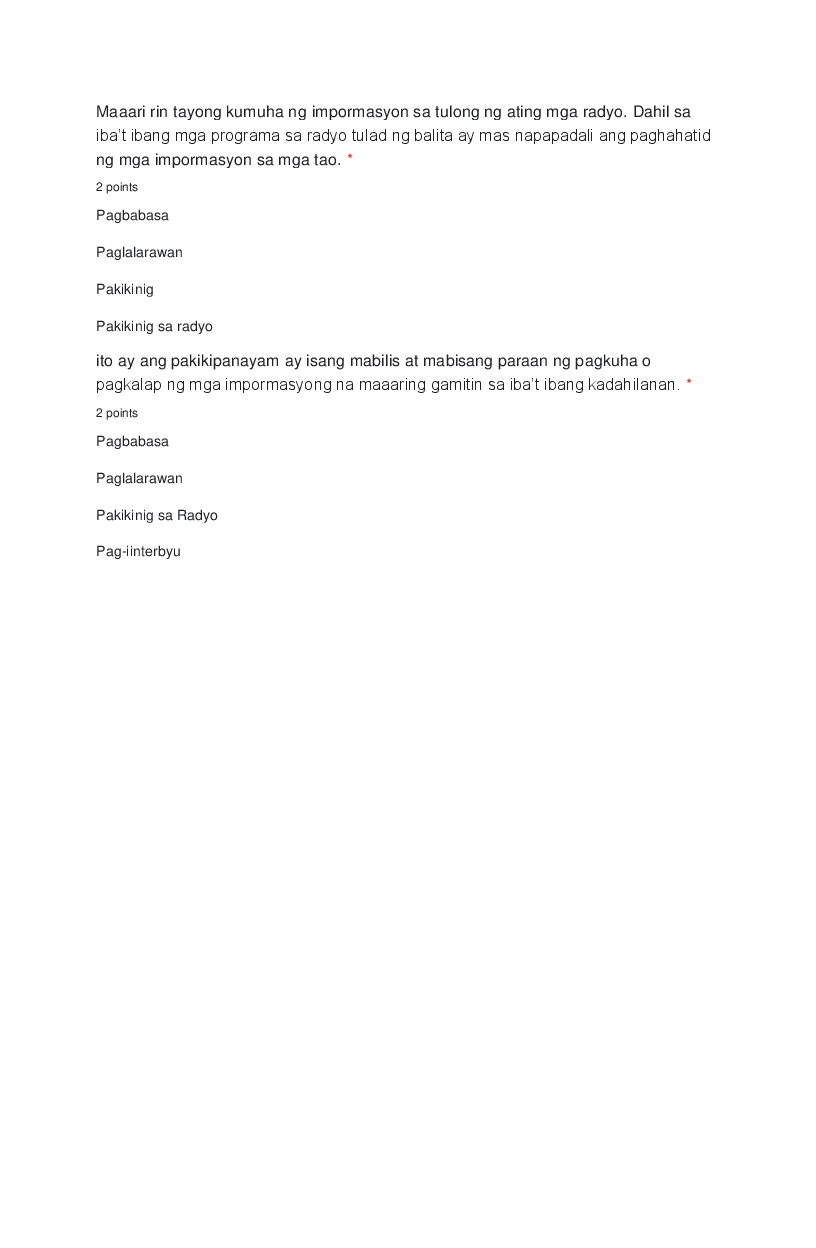 Maaari rin tayong kumuha ng impormasyon sa tulong ng ating mga radyo. Dahil sa
iba't ibang mga programa sa radyo tulad ng balita ay mas napapadali ang paghahatid
ng mga impormasyon sa mga tao. *
2 points
Pagbabasa
Paglalarawan
Pakikinig
Pakikinig sa radyo
ito ay ang pakikipanayam ay isang mabilis at mabisang paraan ng pagkuha o
pagkalap ng mga impormasyong na maaaring gamitin sa iba't ibang kadahilanan. *
2 points
Pagbabasa
Paglalarawan
Pakikinig sa Radyo
Pag-iinterbyu